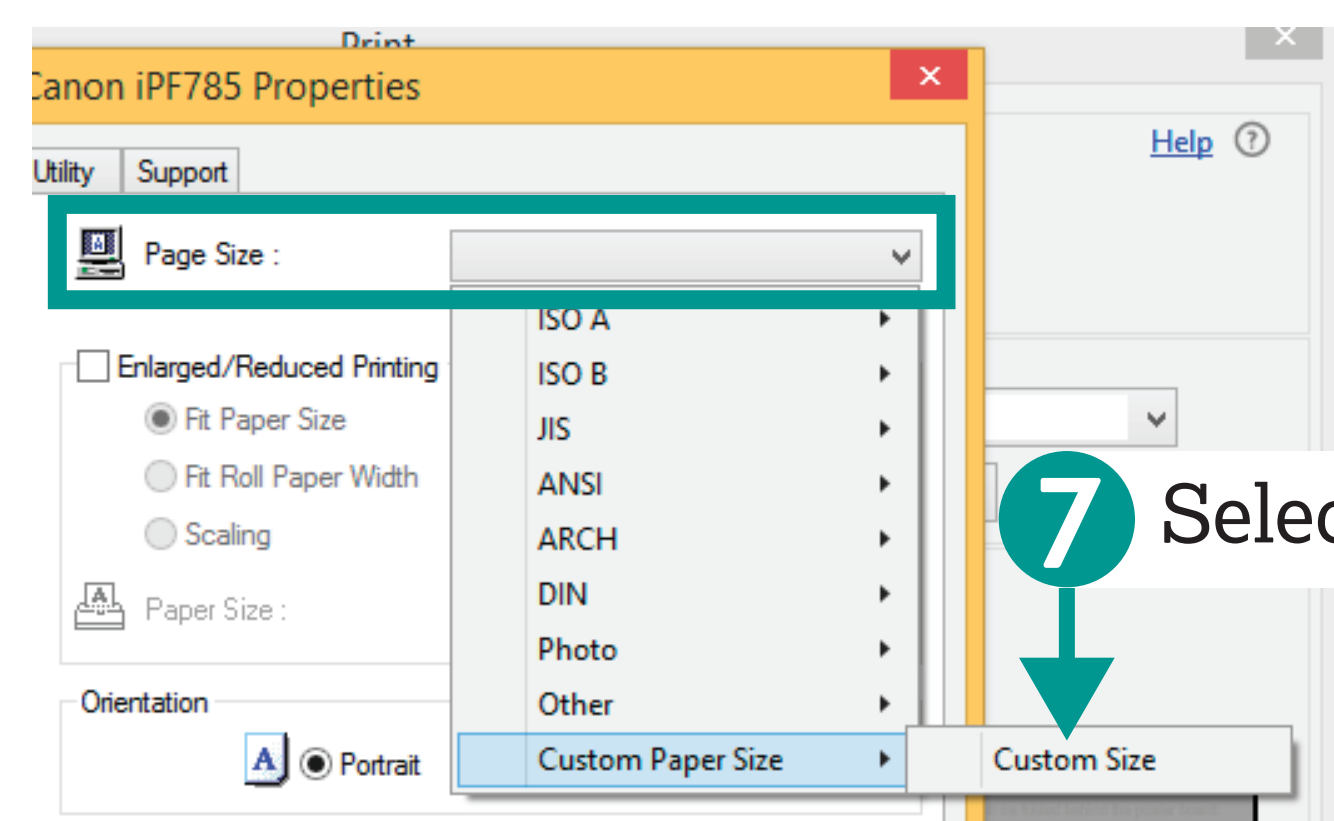 Print
Canon iPF785 Properties
Help
Utility Support
Page Size :
ISO A
Enlarged/Reduced Printing
ISO B
Fit Paper Size
JIS
Fit Roll Paper Width
ANSI
7 Selec
Scaling
ARCH
DIN
Paper Size :
Photo
Orientation
Other
A Portrait
Custom Paper Size
Custom Size